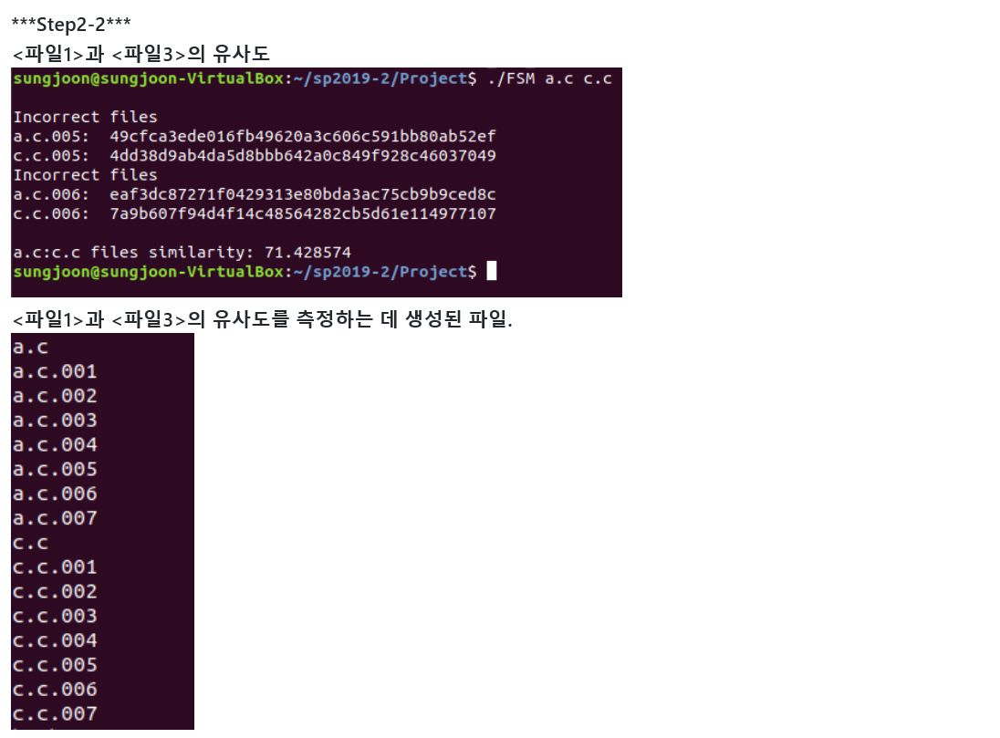 ***Step2-2***
<파일1>과 <파일3>의 유사도
sungjoon@sungjoon-VirtualBox:~/sp2019-2/Project$ ./FSM a.c c.c
Incorrect files
a.c.005: 49cfca3ede016fb49620a3c606c591bb80ab52ef
c.c.005: 4dd38d9ab4da5d8bbb642a0c849f928c46037049
Incorrect files
a.c.006: eaf3dc87271f0429313e80bda3ac75cb9b9ced8c
c.c.006: 7a9b607f94d4f14c48564282cb5d61e114977107
a.c:c.c files similarity: 71.428574
sungjoon@sungjoon-VirtualBox:~/sp2019-2/Project$
<파일1>과 <파일3>의 유사도를 측정하는 데 생성된 파일.
a.c
a.c.001
a.c.002
a.c.003
a.c.004
a.c.005
a.c.006
a.c.007
c.c
c.c.001
c.c.002
c.c.003
c.c.004
c.c.005
c.c.006
c.c.007